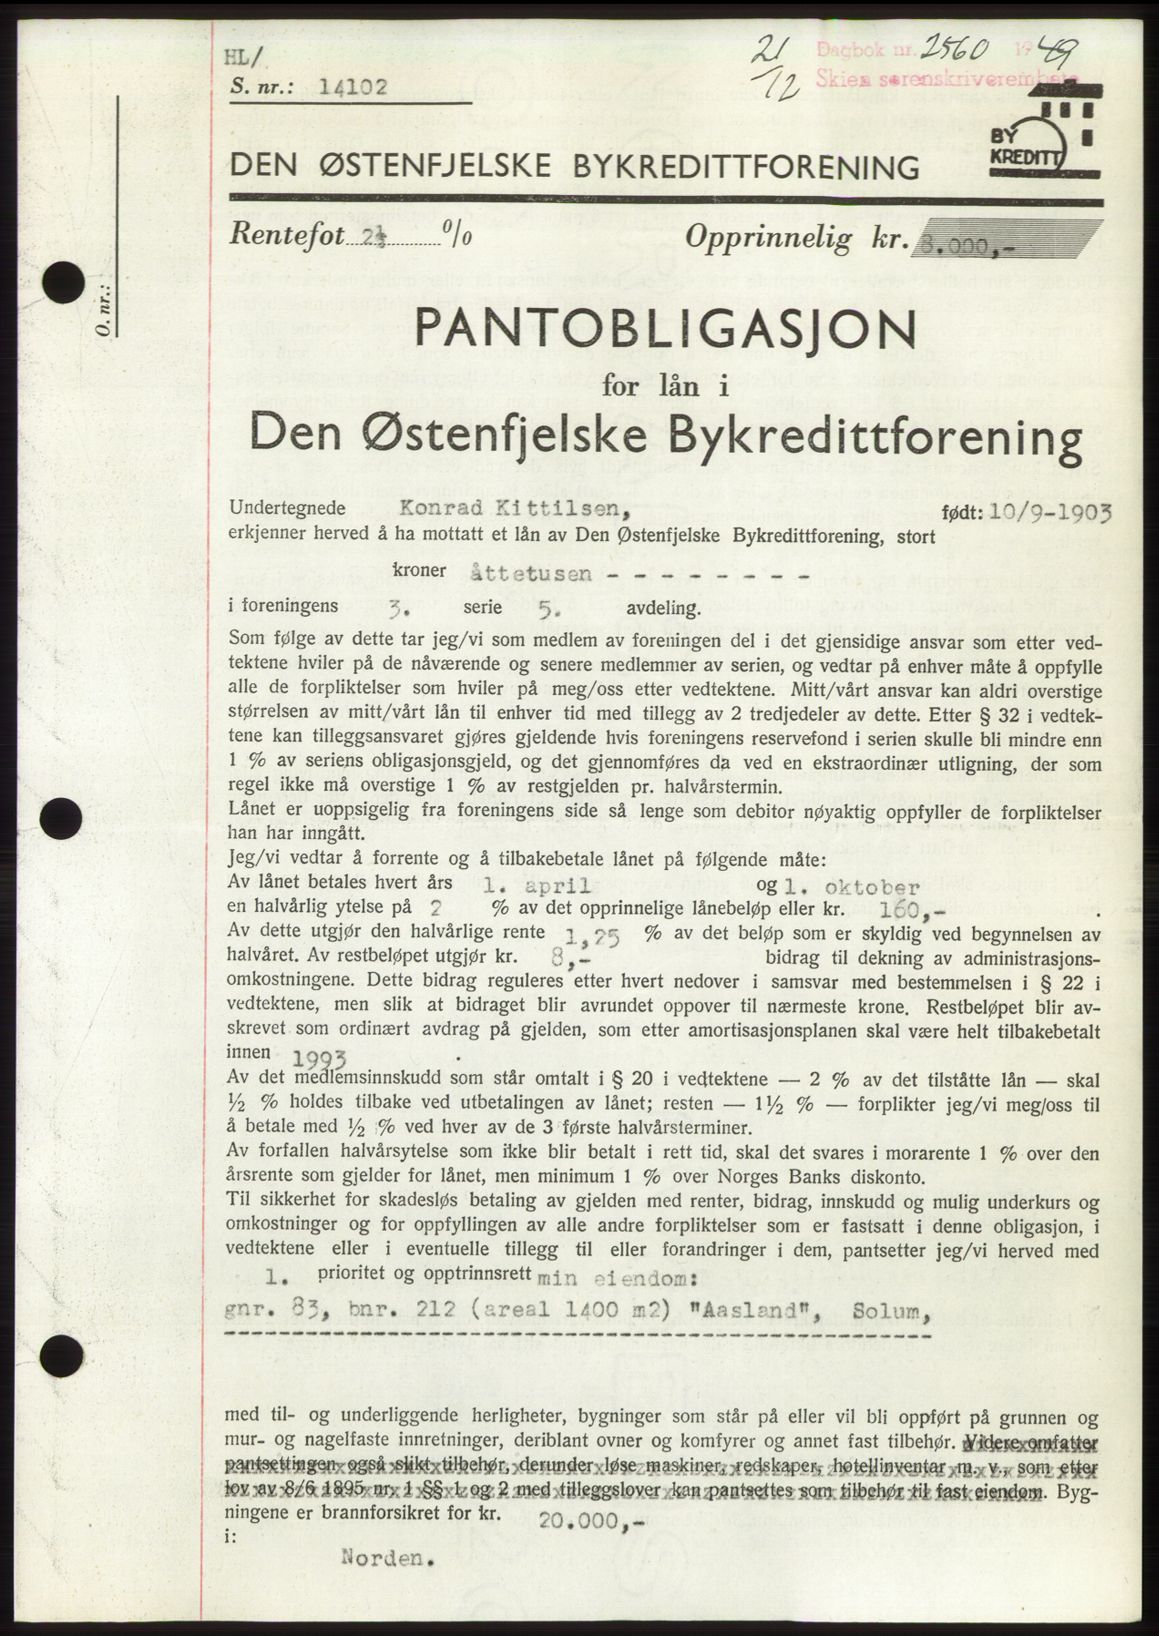 HL/
S. nr.: 14102
21/12 Dagbok nr. 2560 1949
Skien sorenskriverembete
BY
KREDITT
DEN ØSTENFJELSKE BYKREDITTFORENING
Rentefot 2½ %
Opprinnelig kr. 8.000,-
O. nr.:
PANTOBLIGASJON
for lån i
Den Østenfjelske Bykredittforening
Undertegnede Konrad Kittilsen, født: 10/9-1903
erkjenner herved å ha mottatt et lån av Den Østenfjelske Bykredittforening, stort
kroner åttetusen - - - - - - - -
i foreningens 3. serie 5. avdeling.
Som følge av dette tar jeg/vi som medlem av foreningen del i det gjensidige ansvar som etter ved-
tektene hviler på de nåværende og senere medlemmer av serien, og vedtar på enhver måte å oppfylle
alle de forpliktelser som hviler på meg/oss etter vedtektene. Mitt/vårt ansvar kan aldri overstige
størrelsen av mitt/vårt lån til enhver tid med tillegg av 2 tredjedeler av dette. Etter § 32 i vedtek-
tene kan tilleggsansvaret gjøres gjeldende hvis foreningens reservefond i serien skulle bli mindre enn
1 % av seriens obligasjonsgjeld, og det gjennomføres da ved en ekstraordinær utligning, der som
regel ikke må overstige 1 % av restgjelden pr. halvårstermin.
Lånet er uoppsigelig fra foreningens side så lenge som debitor nøyaktig oppfyller de forpliktelser
han har inngått.
Jeg/vi vedtar å forrente og å tilbakebetale lånet på følgende måte:
Av lånet betales hvert års 1. april og 1. oktober
en halvårlig ytelse på 2 % av det opprinnelige lånebeløp eller kr. 160,- .
Av dette utgjør den halvårlige rente 1,25 % av det beløp som er skyldig ved begynnelsen av
halvåret. Av restbeløpet utgjør kr. 8,- bidrag til dekning av administrasjons-
omkostningene. Dette bidrag reguleres etter hvert nedover i samsvar med bestemmelsen i § 22 i
vedtektene, men slik at bidraget blir avrundet oppover til nærmeste krone. Restbeløpet blir av-
skrevet som ordinært avdrag på gjelden, som etter amortisasjonsplanen skal være helt tilbakebetalt
innen 1993 .
Av det medlemsinnskudd som står omtalt i § 20 i vedtektene — 2 % av det tilståtte lån — skal
½ % holdes tilbake ved utbetalingen av lånet; resten — 1½ % — forplikter jeg/vi meg/oss til
å betale med ½ % ved hver av de 3 første halvårsterminer.
Av forfallen halvårsytelse som ikke blir betalt i rett tid, skal det svares i morarente 1 % over den
årsrente som gjelder for lånet, men minimum 1 % over Norges Banks diskonto.
Til sikkerhet for skadesløs betaling av gjelden med renter, bidrag, innskudd og mulig underkurs og
omkostninger og for oppfyllingen av alle andre forpliktelser som er fastsatt i denne obligasjon, i
vedtektene eller i eventuelle tillegg til eller forandringer i dem, pantsetter jeg/vi herved med
1. prioritet og opptrinnsrett min eiendom:
gnr. 83, bnr. 212 (areal 1400 m2) "Aasland", Solum,
med til- og underliggende herligheter, bygninger som står på eller vil bli oppført på grunnen og
mur- og nagelfaste innretninger, deriblant ovner og komfyrer og annet fast tilbehør. Videre omfatter
pantsettingen også slikt tilbehør, derunder løse maskiner, redskaper, hotellinventar m. v., som etter
lov av 8/6 1895 nr. 1 §§ 1 og 2 med tilleggslover kan pantsettes som tilbehør til fast eiendom. Byg-
ningene er brannforsikret for kr. 20.000,-
i:
Norden.